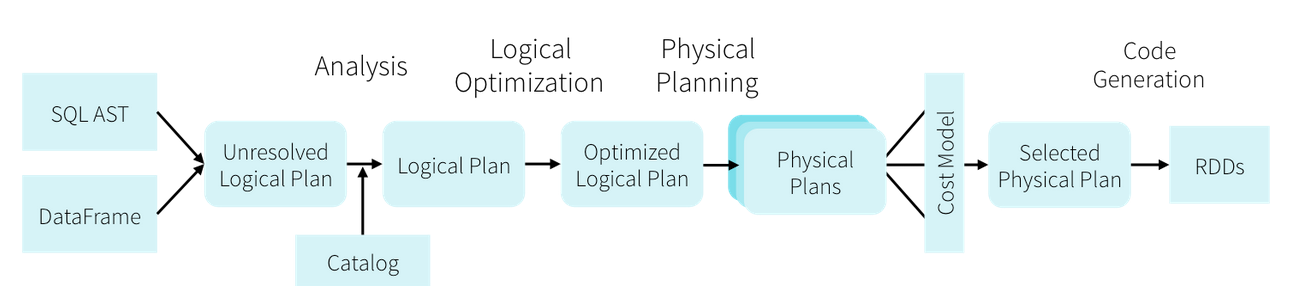 Analysis
Logical
Optimization
Physical
Planning
Code
Generation
SQL AST
DataFrame
Unresolved
Logical Plan
Catalog
Logical Plan
Optimized
Logical Plan
Physical
Plans
Cost Model
Selected
Physical Plan
RDDs